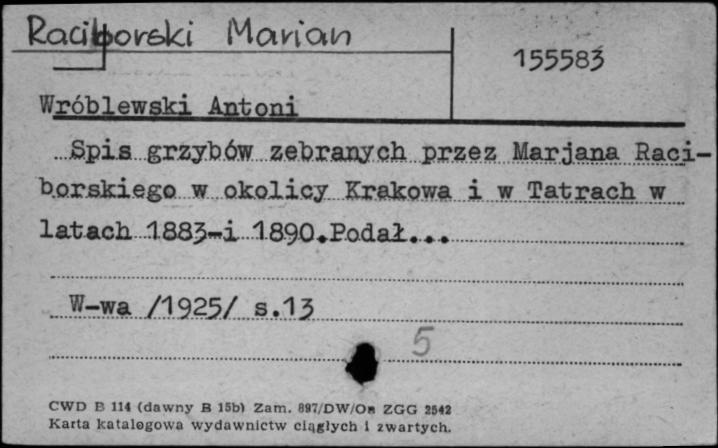 Raciborski Marian
155583
Wróblewski Antoni
Spis grzybów zebranych przez Marjana Raci-
borskiego w okolicy Krakowa i w Tatrach w
latach 1883-i 1890.Podał...
W-wa /1925/ s.13
5
CWD B 114 (dawny B 15b) Zam. 897/DW/Os ZGG 2542
Karta katalogowa wydawnictw ciągłych i zwartych.